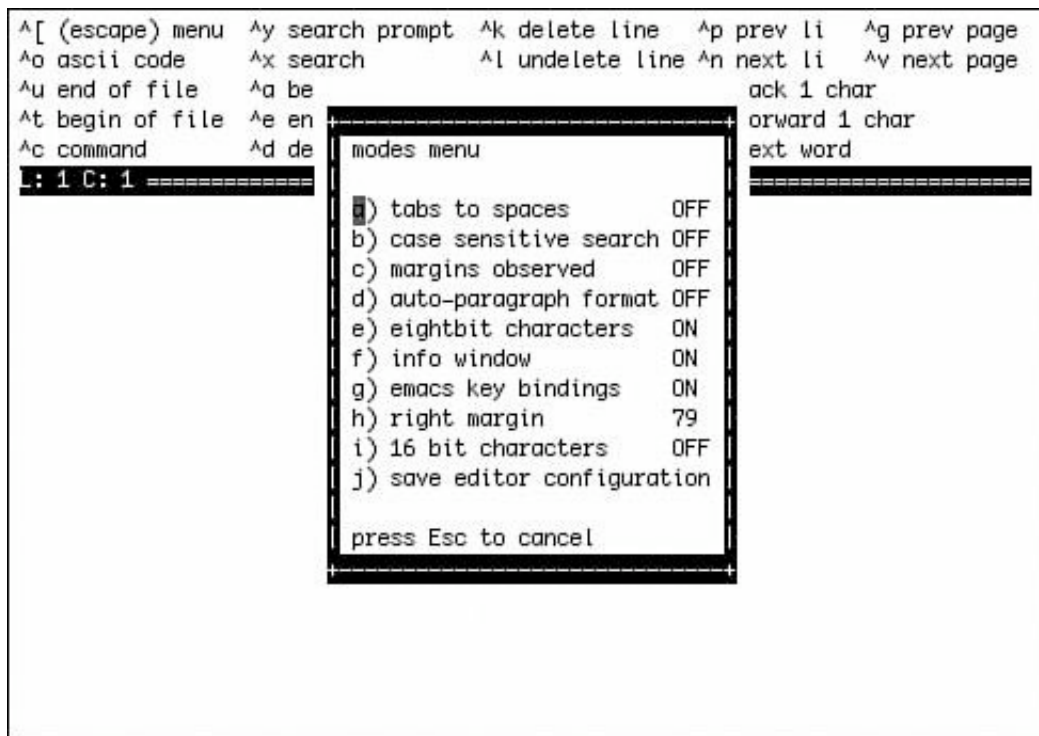 ^[ (escape) menu ^y search prompt ^k delete line ^p prev li ^g prev page
^o ascii code ^x search ^l undelete line ^n next li ^v next page
^u end of file ^a be ack 1 char
^t begin of file ^e en orward 1 char
^c command ^d de ext word
L: 1 C: 1
modes menu
a) tabs to spaces OFF
b) case sensitive search OFF
c) margins observed OFF
d) auto-paragraph format OFF
e) eightbit characters ON
f) info window ON
g) emacs key bindings ON
h) right margin 79
i) 16 bit characters OFF
j) save editor configuration
press Esc to cancel